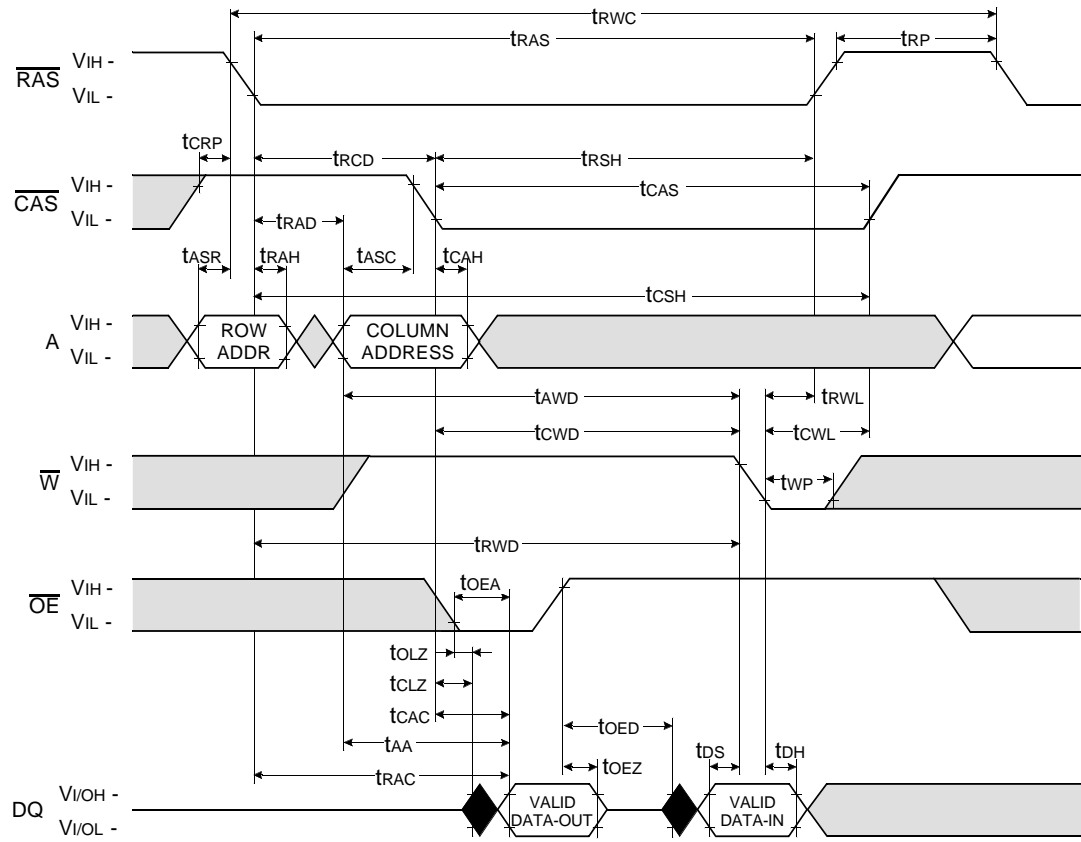 tRWC
tRAS
tRP
RAS
VIH -
VIL -
tCRP
tRCD
tRSH
CAS
VIH -
VIL -
tCAS
tRAD
tASR
tRAH
tASC
tCAH
tCSH
A
VIH -
VIL -
ROW
ADDR
COLUMN
ADDRESS
tAWD
tRWL
tCWD
tCWL
W
VIH -
VIL -
tWP
tRWD
OE
VIH -
VIL -
tOEA
tOLZ
tCLZ
tCAC
tOED
tAA
tOEZ
tDS
tDH
tRAC
DQ
VI/OH -
VI/OL -
VALID
DATA-OUT
VALID
DATA-IN